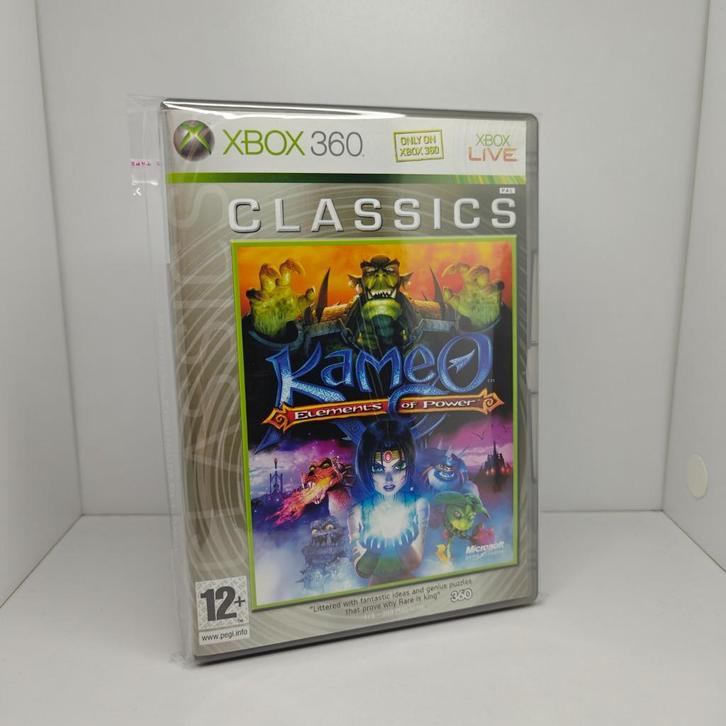 XBOX 360
ONLY ON
XBOX 360
XBOX
LIVE
PAL
CLASSICS
Kameo
Elements of Power
Microsoft
12+
www.pegi.info
"Littered with fantastic ideas and genius puzzles
that prove why Rare is king"
360